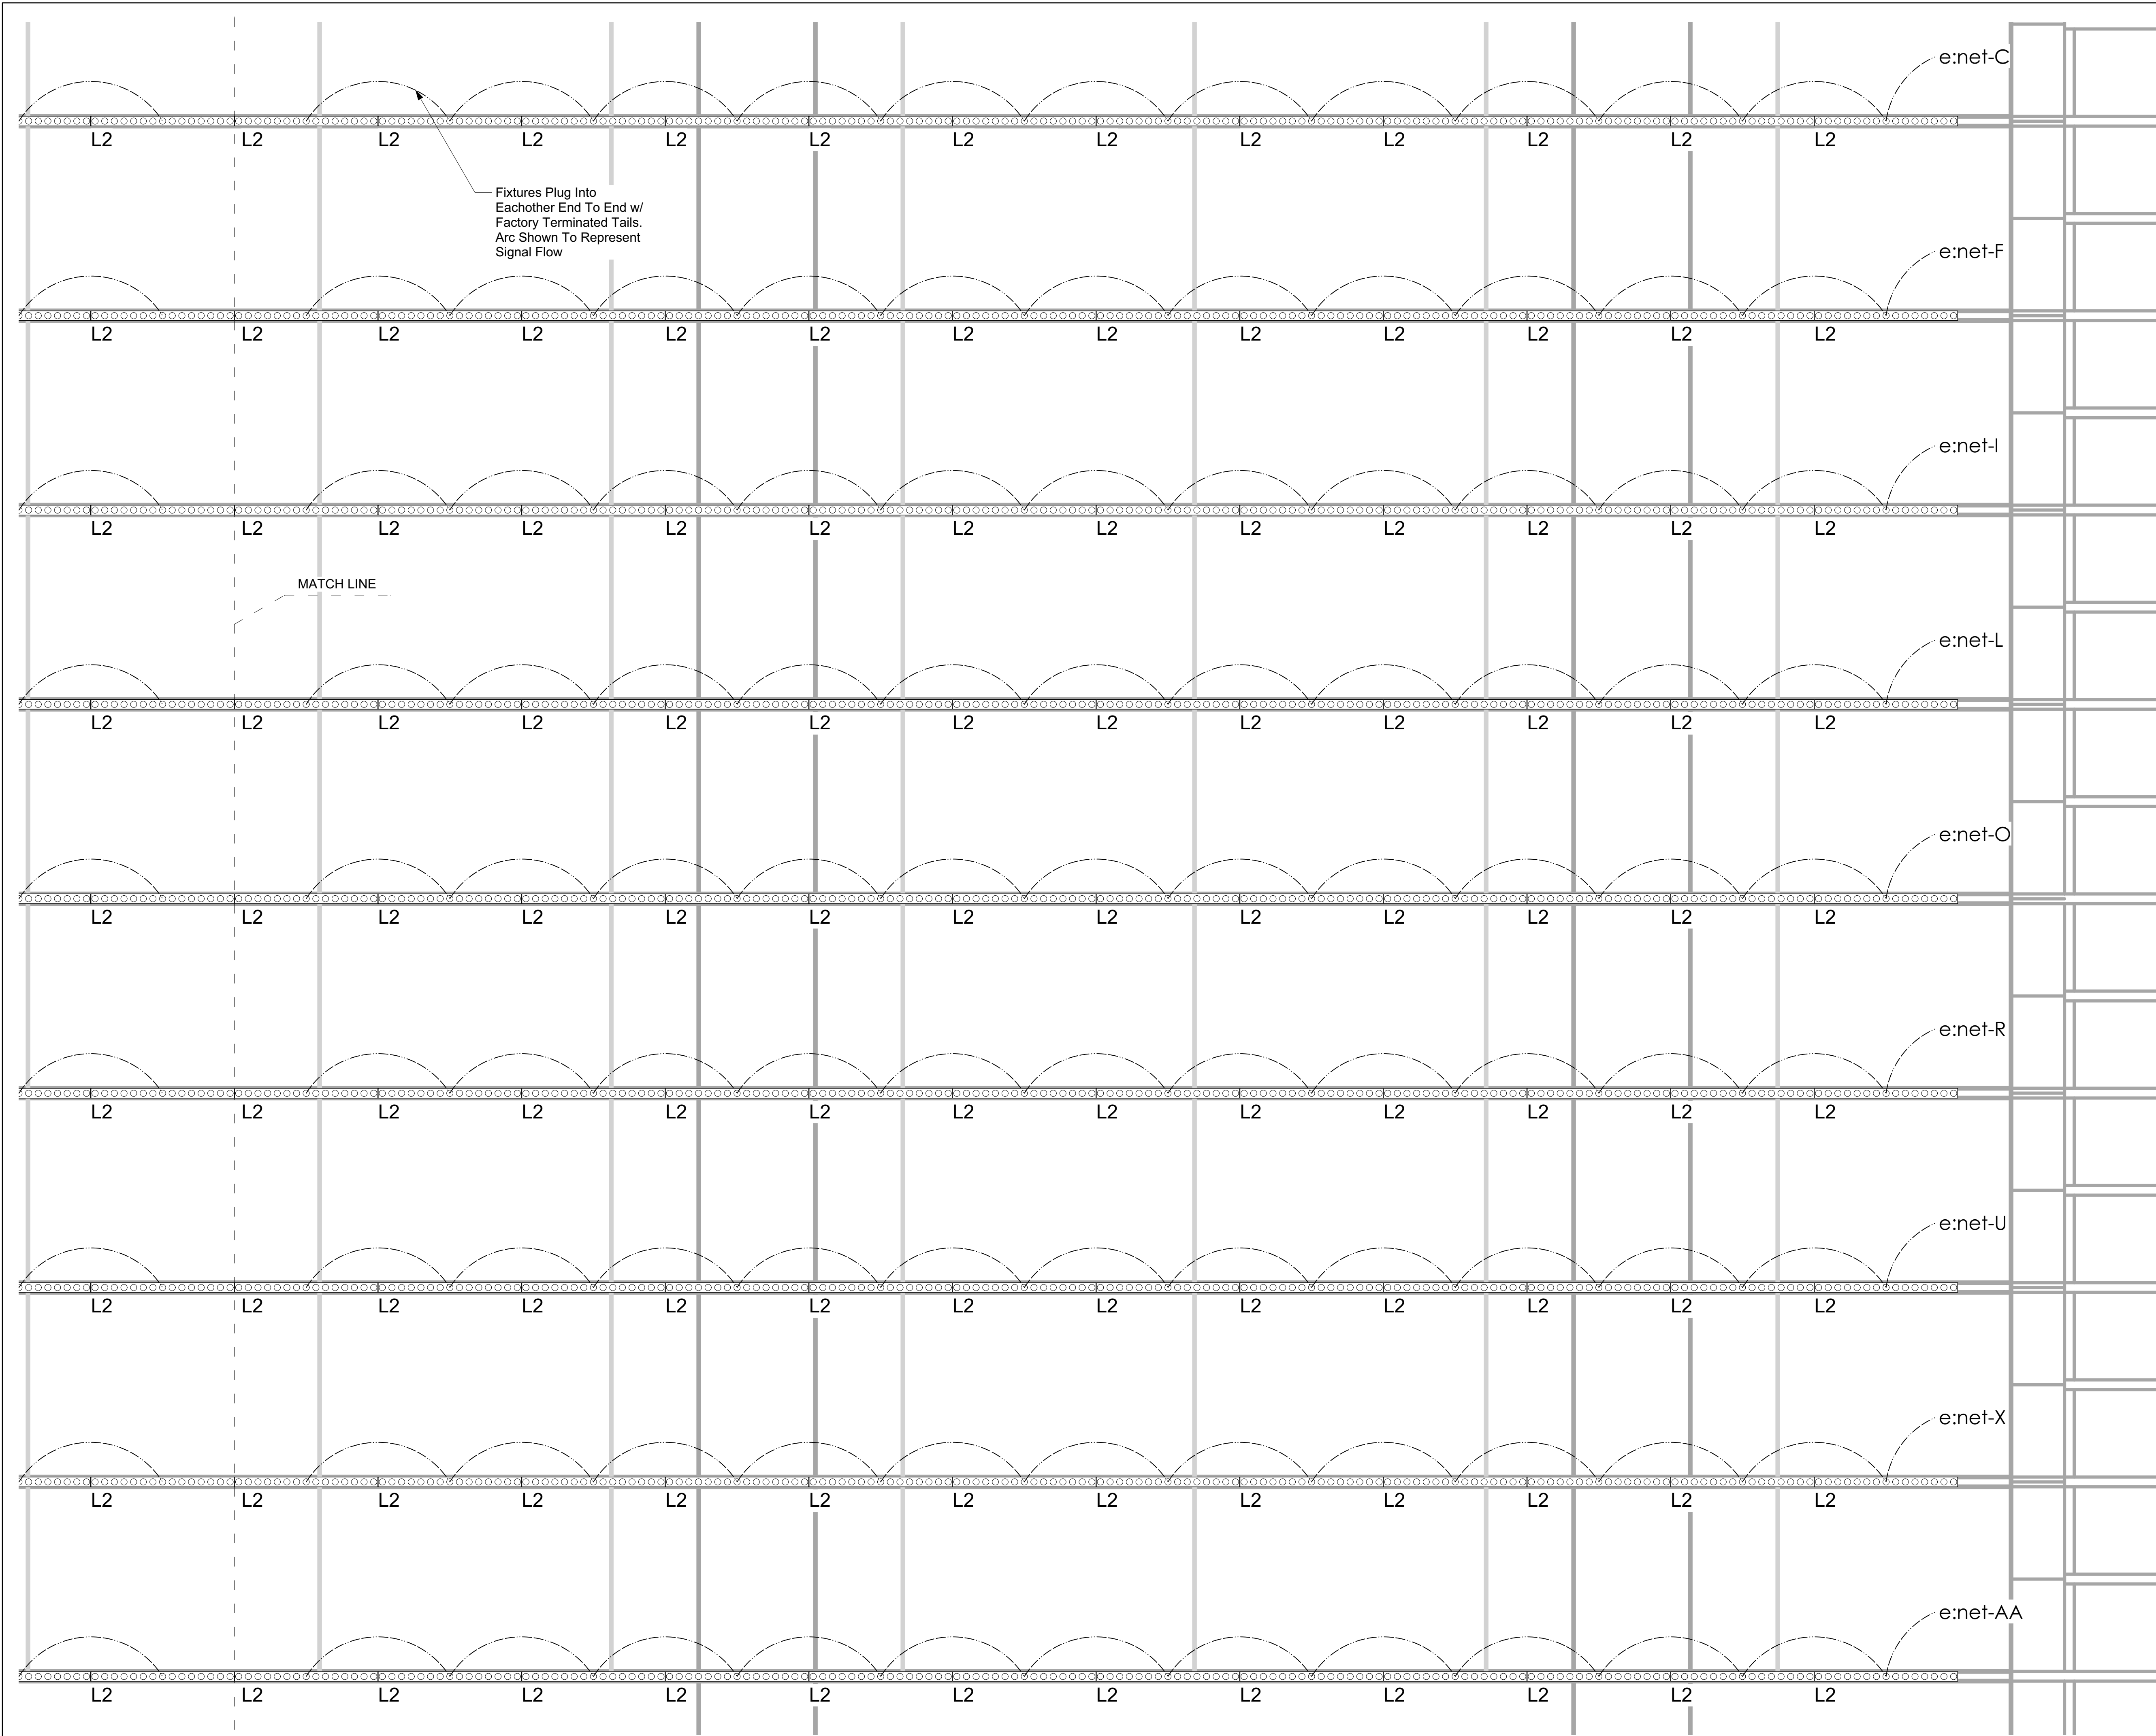 e:net-C
L2 L2 L2 L2 L2 L2 L2 L2 L2 L2 L2 L2 L2
Fixtures Plug Into
Eachother End To End w/
Factory Terminated Tails.
Arc Shown To Represent
Signal Flow
e:net-F
L2 L2 L2 L2 L2 L2 L2 L2 L2 L2 L2 L2 L2
e:net-I
L2 L2 L2 L2 L2 L2 L2 L2 L2 L2 L2 L2 L2
MATCH LINE
e:net-L
L2 L2 L2 L2 L2 L2 L2 L2 L2 L2 L2 L2 L2
e:net-O
L2 L2 L2 L2 L2 L2 L2 L2 L2 L2 L2 L2 L2
e:net-R
L2 L2 L2 L2 L2 L2 L2 L2 L2 L2 L2 L2 L2
e:net-U
L2 L2 L2 L2 L2 L2 L2 L2 L2 L2 L2 L2 L2
e:net-X
L2 L2 L2 L2 L2 L2 L2 L2 L2 L2 L2 L2 L2
e:net-AA
L2 L2 L2 L2 L2 L2 L2 L2 L2 L2 L2 L2 L2